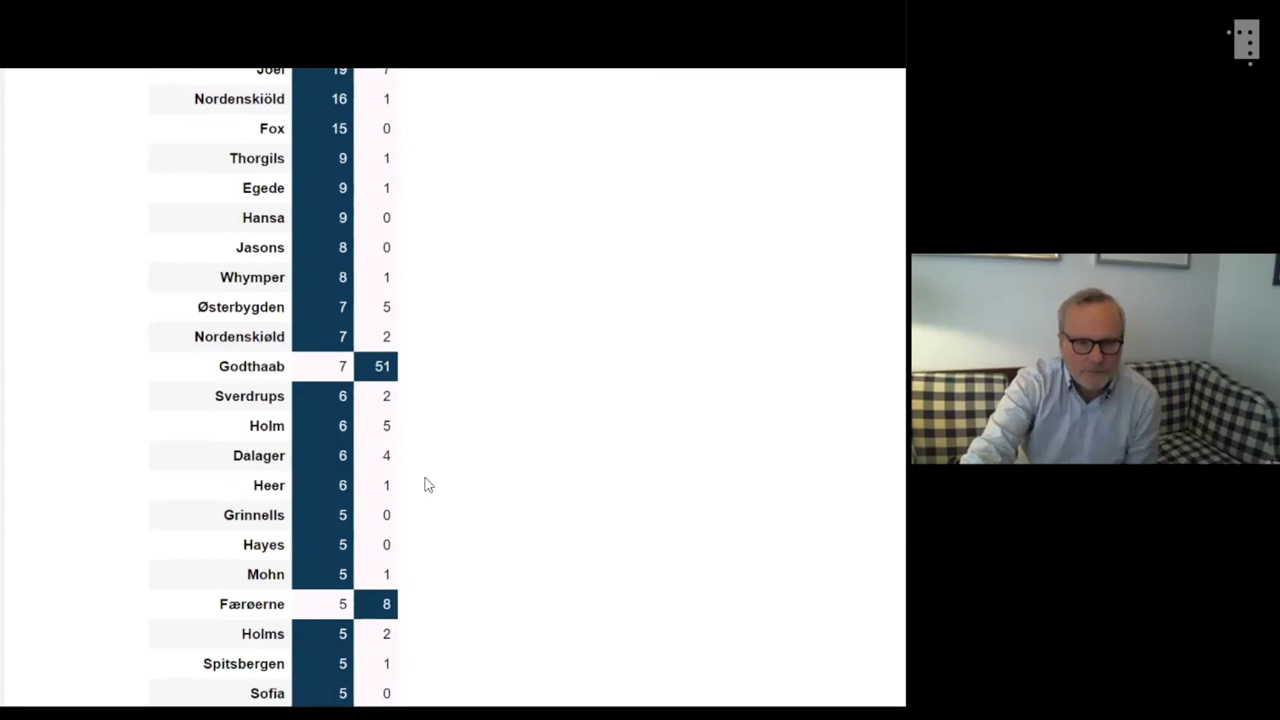 Joel 19 7
Nordenskiöld 16 1
Fox 15 0
Thorgils 9 1
Egede 9 1
Hansa 9 0
Jasons 8 0
Whymper 8 1
Østerbygden 7 5
Nordenskiøld 7 2
Godthaab 7 51
Sverdrups 6 2
Holm 6 5
Dalager 6 4
Heer 6 1
Grinnells 5 0
Hayes 5 0
Mohn 5 1
Færøerne 5 8
Holms 5 2
Spitsbergen 5 1
Sofia 5 0